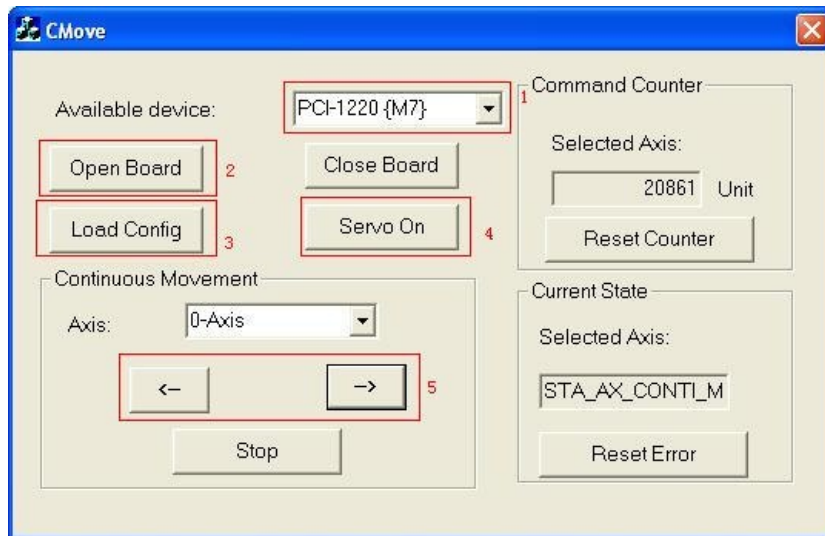 CMove
Available device:
PCI-1220 {M7}
1
Open Board
2
Close Board
Load Config
3
Servo On
4
Continuous Movement
Axis:
0-Axis
<-
->
5
Stop
Command Counter
Selected Axis:
20861 Unit
Reset Counter
Current State
Selected Axis:
STA_AX_CONTI_M
Reset Error